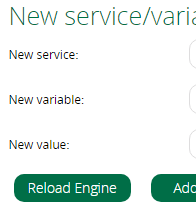 New service/varia
New service:
New variable:
New value:
Reload Engine
Add